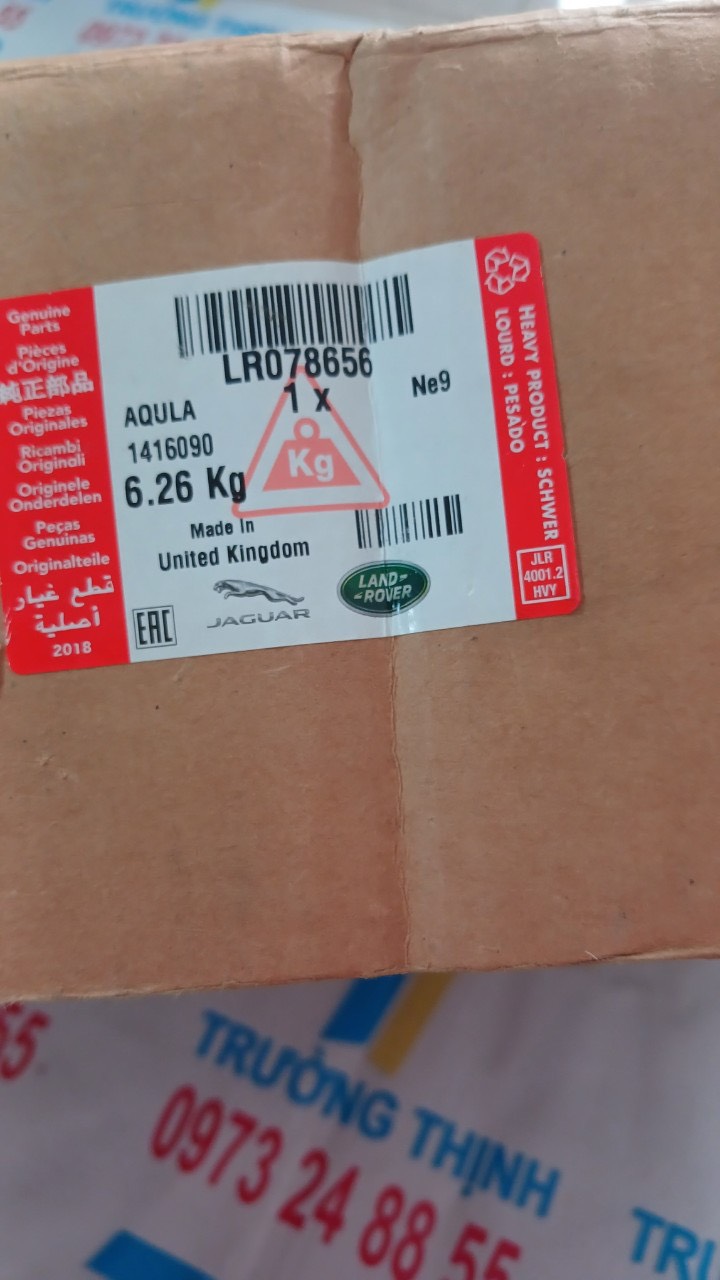 TRƯỜNG THỊNH
Genuine
Parts
Pièces
d'Origine
純正部品
Piezas
Originales
Ricambi
Originali
Originele
Onderdelen
Peças
Genuinas
Originalteile
قطع غيار
أصلية
2018
LR078656
1 x
Ne9
AQULA
1416090
6.26 Kg
Kg
Made In
United Kingdom
EAC
JAGUAR
LAND
ROVER
HEAVY PRODUCT : SCHWER
LOURD : PESADO
JLR
4001.2
HVY
TRƯỜNG THỊNH
0973 24 88 55